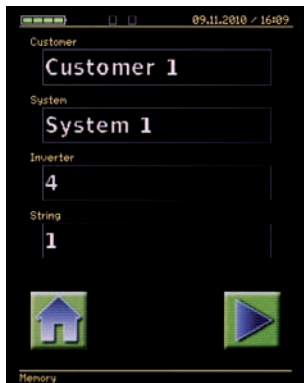 09.11.2010 / 16:09
Customer
Customer 1
System
System 1
Inverter
4
String
1
Memory